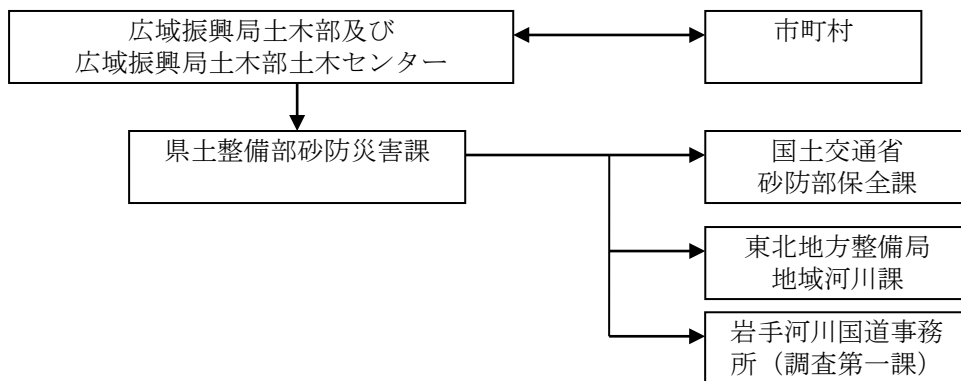 広域振興局土木部及び
広域振興局土木部土木センター
市町村
県土整備部砂防災害課
国土交通省
砂防部保全課
東北地方整備局
地域河川課
岩手河川国道事務
所（調査第一課）